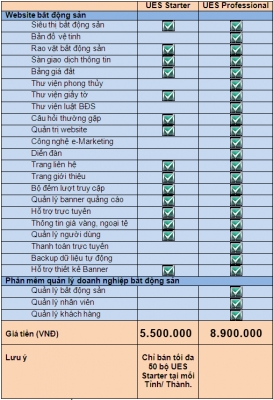 UES Starter UES Professional
Website bất động sản
Siêu thị bất động sản
Bản đồ vệ tinh
Rao vặt bất động sản
Sàn giao dịch thông tin
Bảng giá đất
Thư viện phong thủy
Thư viện giấy tờ
Thư viện luật BĐS
Câu hỏi thường gặp
Quản trị website
Công nghệ e-Marketing
Diễn đàn
Trang liên hệ
Trang giới thiệu
Bộ đếm lượt truy cập
Quản lý banner quảng cáo
Hỗ trợ trực tuyến
Thông tin giá vàng, ngoại tệ
Quản lý người dùng
Thanh toán trực tuyến
Backup dữ liệu tự động
Hỗ trợ thiết kế Banner
Phần mềm quản lý doanh nghiệp bất động sản
Quản lý bất động sản
Quản lý nhân viên
Quản lý khách hàng
Giá tiền (VNĐ) 5.500.000 8.900.000
Lưu ý Chỉ bán tối đa
50 bộ UES
Starter tại mỗi
Tỉnh/ Thành.